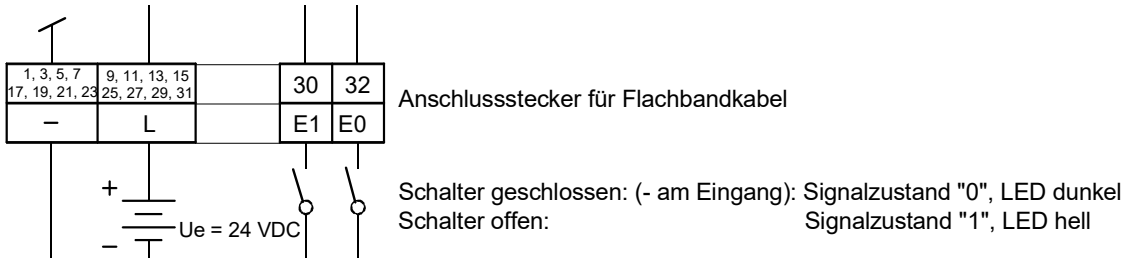 1, 3, 5, 7
17, 19, 21, 23
9, 11, 13, 15
25, 27, 29, 31
30 32
Anschlussstecker für Flachbandkabel
– L E1 E0
Schalter geschlossen: (- am Eingang): Signalzustand "0", LED dunkel
Schalter offen: Signalzustand "1", LED hell
+
Ue = 24 VDC
–